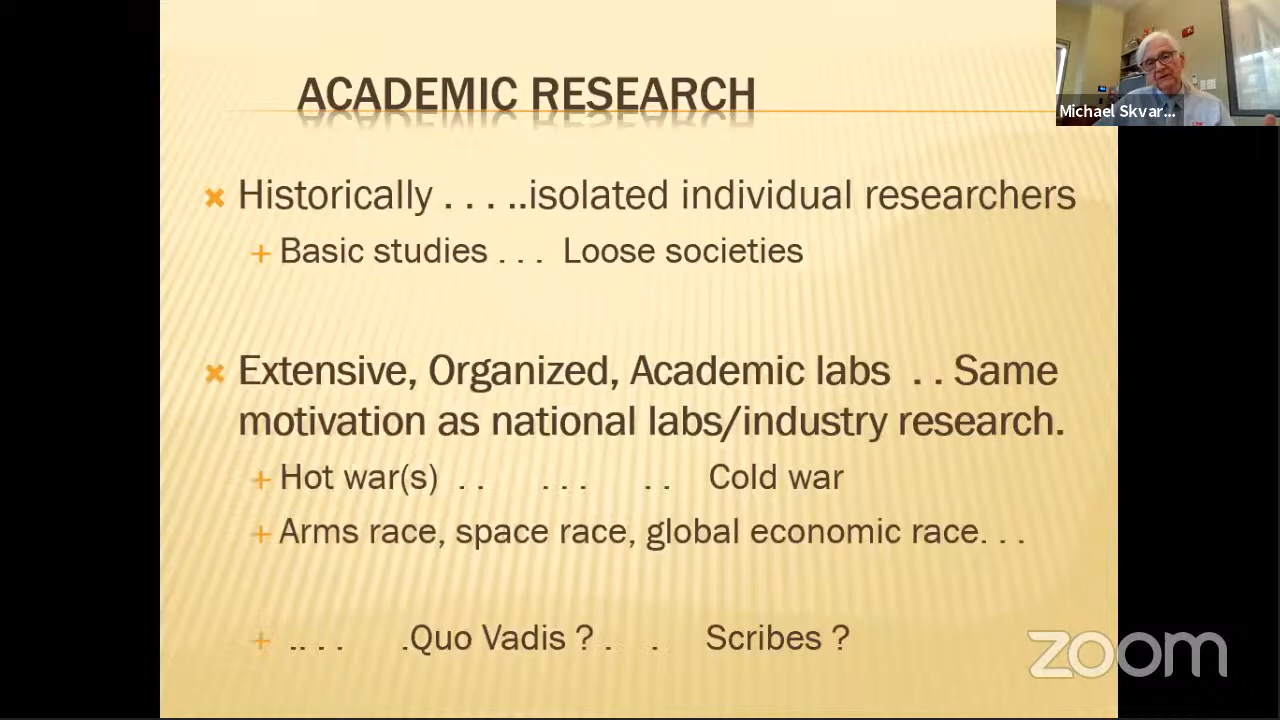 ACADEMIC RESEARCH
Michael Skvar...
Historically . . . ..isolated individual researchers
Basic studies . . . Loose societies
Extensive, Organized, Academic labs . . Same
motivation as national labs/industry research.
Hot war(s) . . . . . . . Cold war
Arms race, space race, global economic race. . .
.. . . .Quo Vadis ? . . Scribes ?
zoom